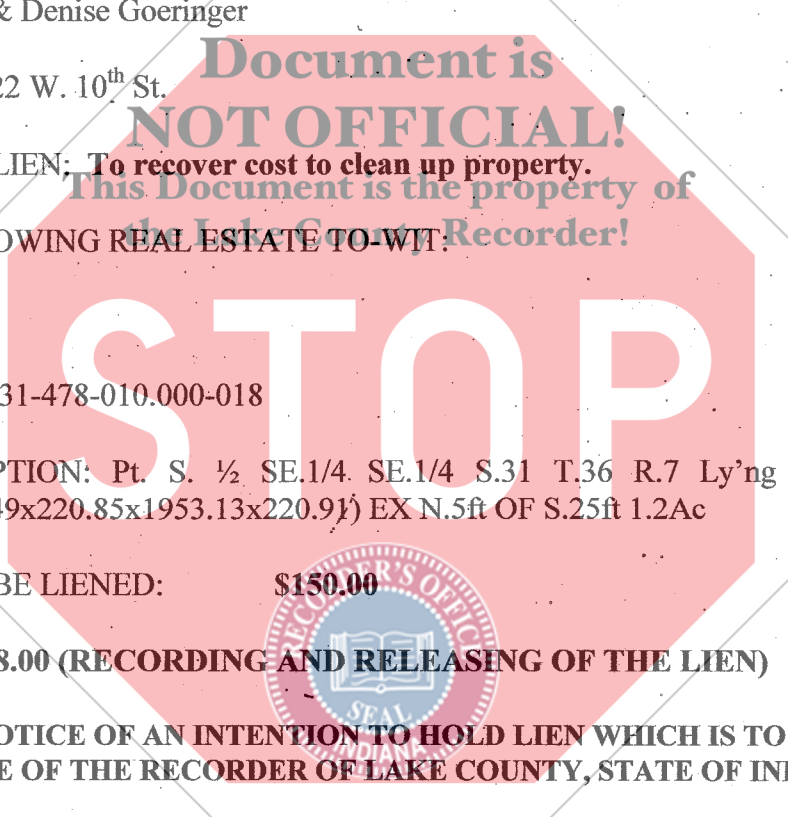 & Denise Goeringer
Document is
22 W. 10th St.
NOT OFFICIAL!
LIEN: To recover cost to clean up property.
This Document is the property of
the Lake County Recorder!
OWING REAL ESTATE TO-WIT:
STOP
31-478-010.000-018
PTION: Pt. S. ½ SE.1/4 SE.1/4 S.31 T.36 R.7 Ly'ng
49x220.85x1953.13x220.91') EX N.5ft OF S.25ft 1.2Ac
BE LIENED: $150.00
RECORDER'S OFFICE
8.00 (RECORDING AND RELEASING OF THE LIEN)
SEAL
INDIANA
OTICE OF AN INTENTION TO HOLD LIEN WHICH IS TO
E OF THE RECORDER OF LAKE COUNTY, STATE OF IN